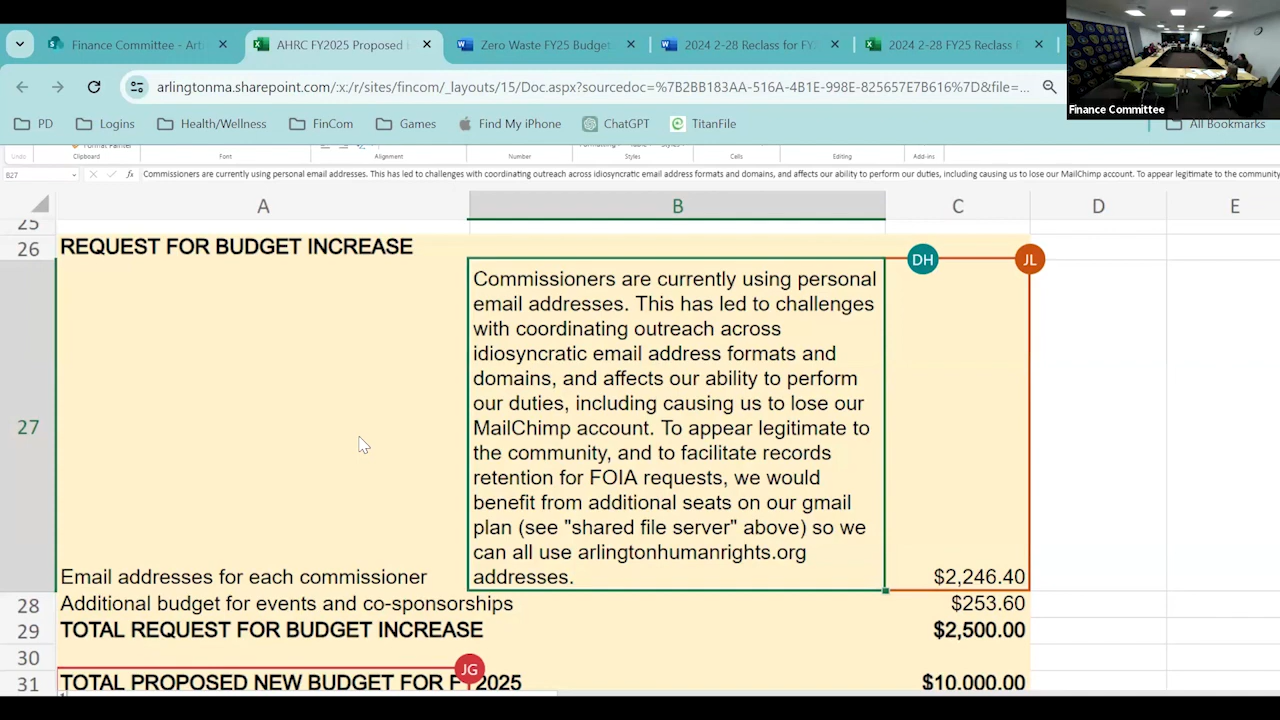 Finance Committee - Art
AHRC FY2025 Proposed
Zero Waste FY25 Budget
2024 2-28 Reclass for FY
2024 2-28 FY25 Reclass
Finance Committee
arlingtonma.sharepoint.com/:x:/r/sites/fincom/_layouts/15/Doc.aspx?sourcedoc=%7B2BB183AA-516A-4B1E-998E-825657E7B616%7D&file=...
PD
Logins
Health/Wellness
FinCom
Games
Find My iPhone
ChatGPT
TitanFile
All Bookmarks
Undo
Clipboard
Font
Alignment
Number
Styles
Cells
Editing
Add-ins
B27
fx
Commissioners are currently using personal email addresses. This has led to challenges with coordinating outreach across idiosyncratic email address formats and domains, and affects our ability to perform our duties, including causing us to lose our MailChimp account. To appear legitimate to the community
A B C D E
25
26 REQUEST FOR BUDGET INCREASE
DH JL
Commissioners are currently using personal
email addresses. This has led to challenges
with coordinating outreach across
idiosyncratic email address formats and
domains, and affects our ability to perform
our duties, including causing us to lose our
MailChimp account. To appear legitimate to
the community, and to facilitate records
retention for FOIA requests, we would
benefit from additional seats on our gmail
plan (see "shared file server" above) so we
can all use arlingtonhumanrights.org
addresses.
27 Email addresses for each commissioner $2,246.40
28 Additional budget for events and co-sponsorships $253.60
29 TOTAL REQUEST FOR BUDGET INCREASE $2,500.00
30
JG
31 TOTAL PROPOSED NEW BUDGET FOR FY2025 $10,000.00